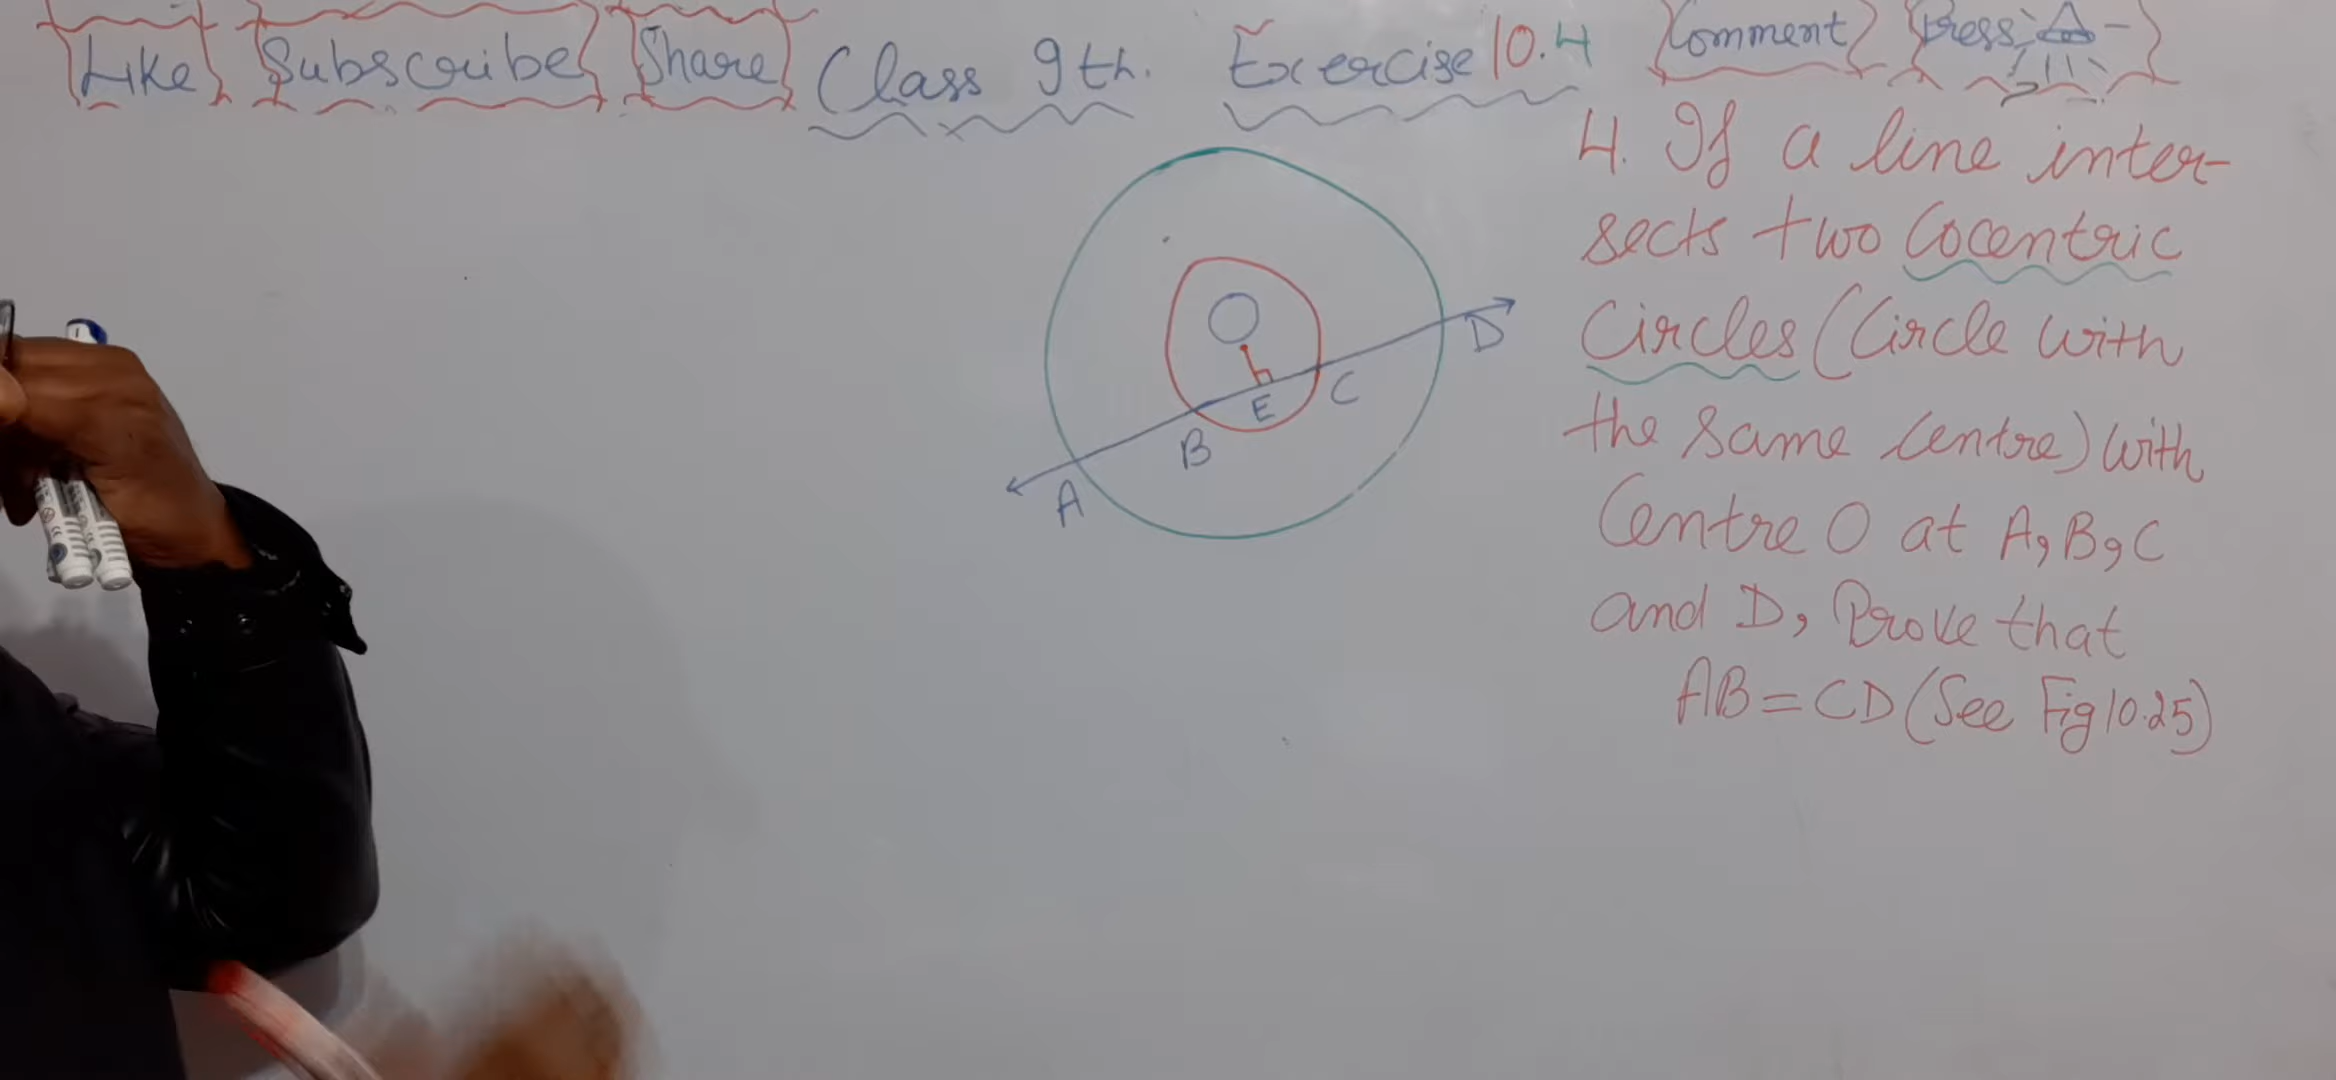 Like Subscribe Share Class 9th. Exercise 10.4 Comment Press
4. If a line inter-
sects two Cocentric
Circles (Circle with
the same Centre) with
Centre O at A, B, C
and D, Prove that
AB = CD (See Fig 10.25)
O
D
C
E
B
A